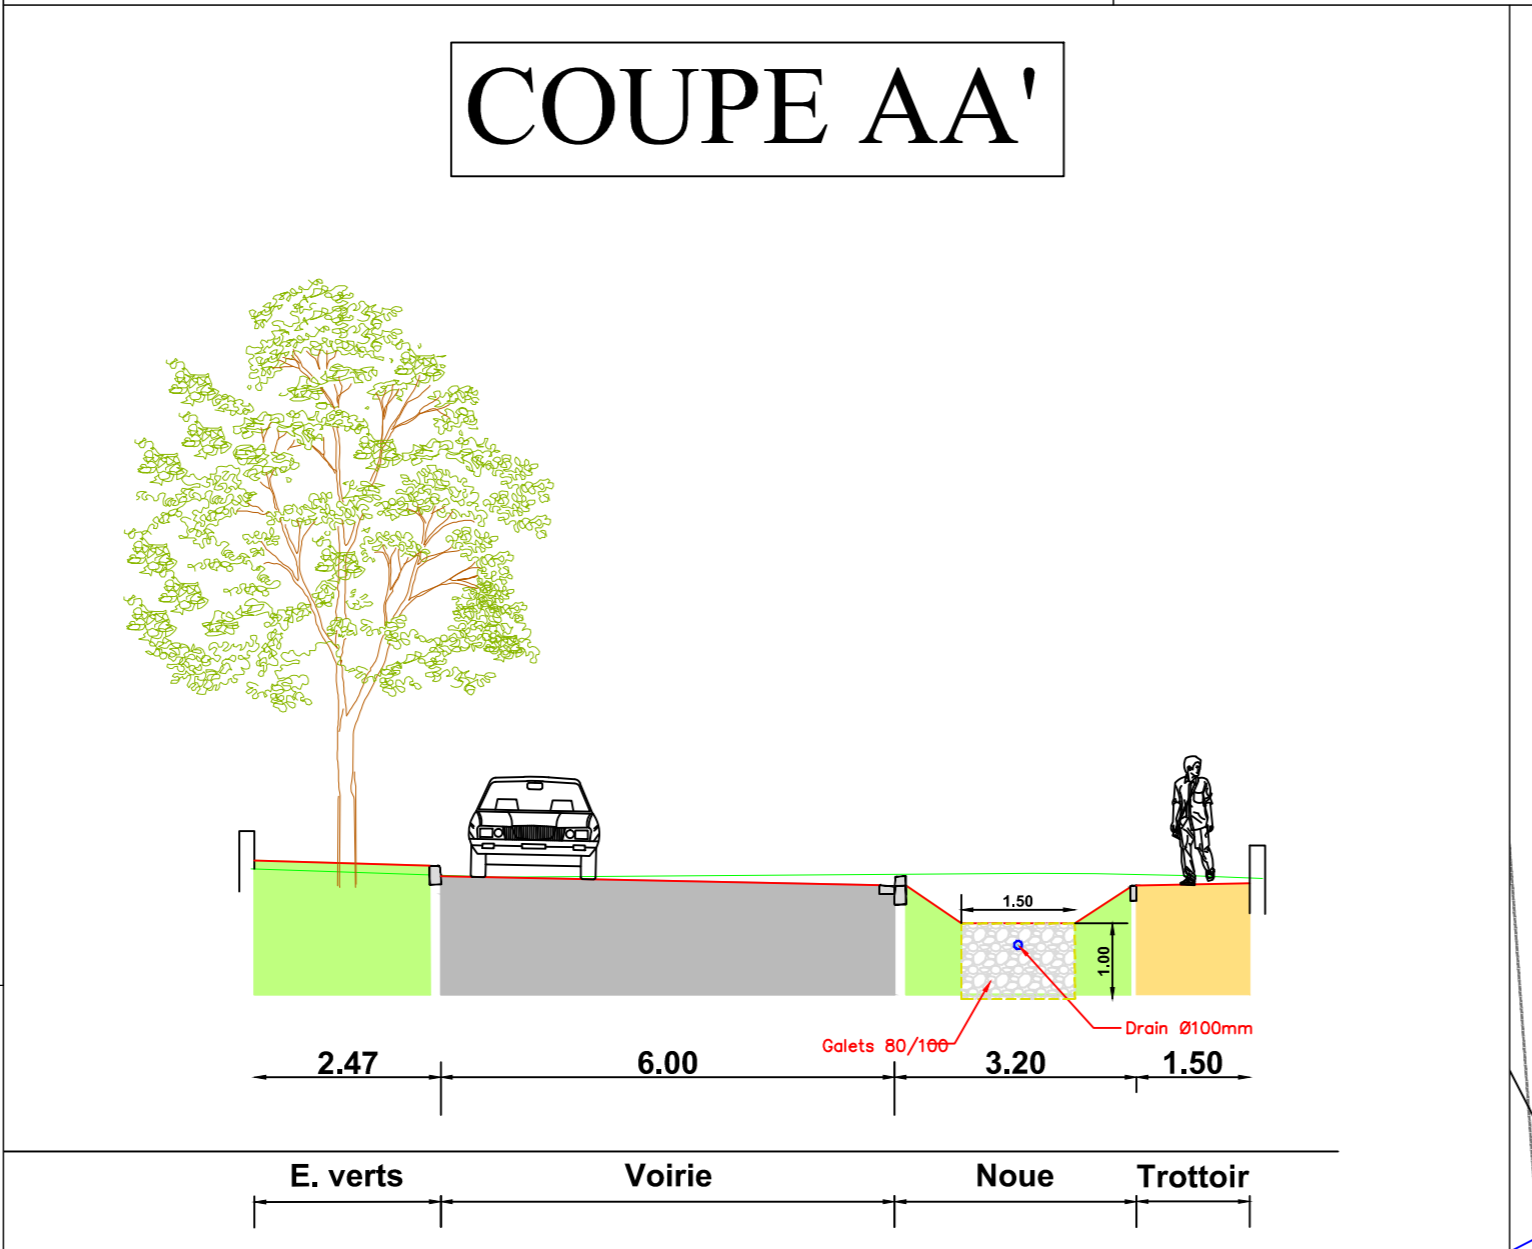 COUPE AA'
1.50
1.00
Drain Ø100mm
Galets 80/100
2.47 6.00 3.20 1.50
E. verts Voirie Noue Trottoir